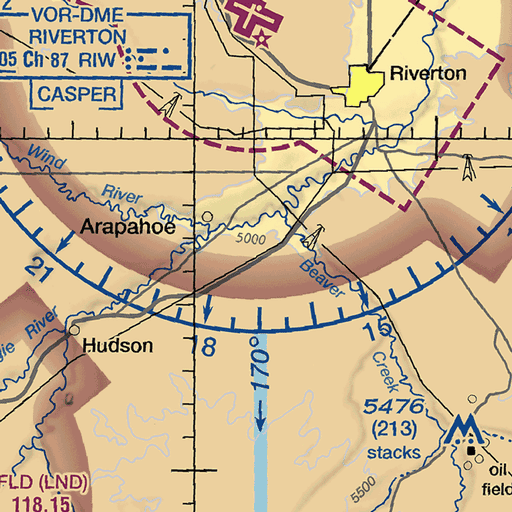 2
VOR-DME
RIVERTON
05 Ch 87 RIW
CASPER
Riverton
Wind
River
Arapahoe
5000
Beaver
21
River
Hudson
18
170°
15
Creek
5476
(213)
stacks
oil
field
5500
FLD (LND)
118.15